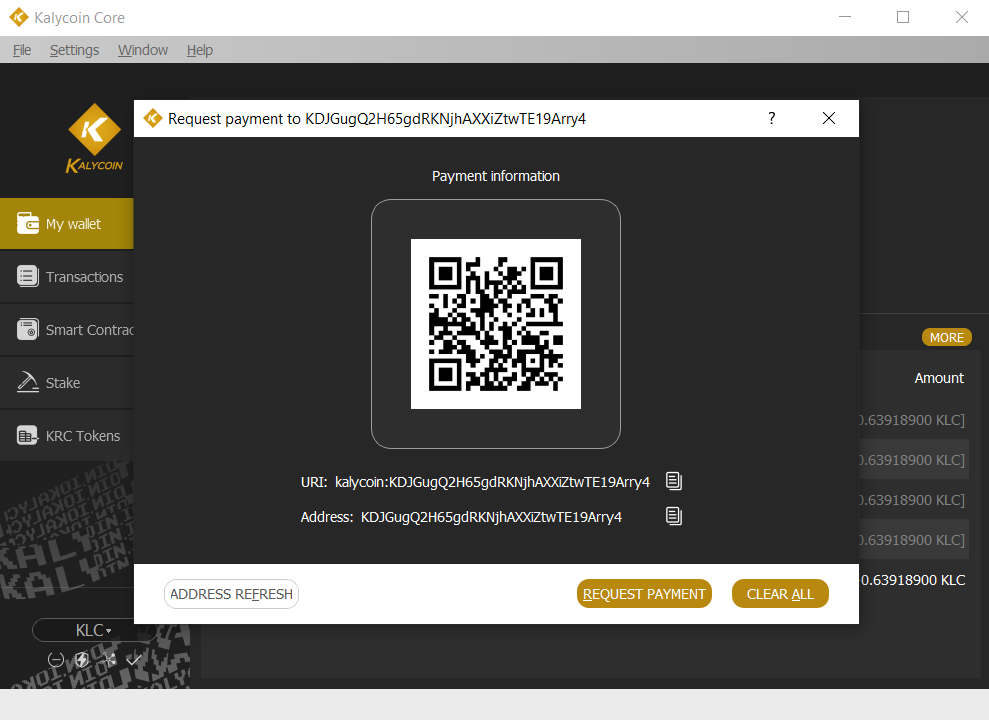 Kalycoin Core
File Settings Window Help
KALYCOIN
Request payment to KDJGugQ2H65gdRKNjhAXXiZtwTE19Arry4
?
Payment information
My wallet
Transactions
Smart Contrac
Stake
KRC Tokens
MORE
Amount
0.63918900 KLC]
0.63918900 KLC]
0.63918900 KLC]
0.63918900 KLC]
0.63918900 KLC
URI: kalycoin:KDJGugQ2H65gdRKNjhAXXiZtwTE19Arry4
Address: KDJGugQ2H65gdRKNjhAXXiZtwTE19Arry4
ADDRESS REFRESH
REQUEST PAYMENT
CLEAR ALL
KLC